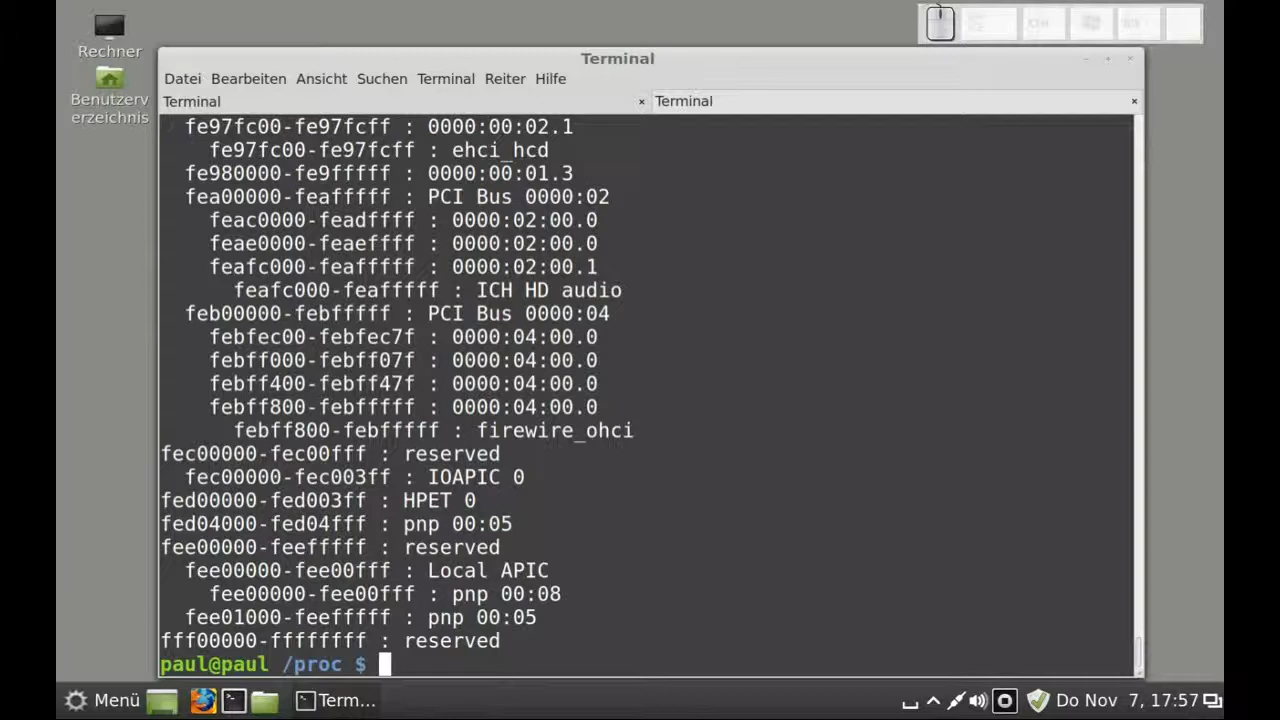 Rechner
Benutzerv
erzeichnis
Terminal
Datei Bearbeiten Ansicht Suchen Terminal Reiter Hilfe
Terminal × Terminal ×
fe97fc00-fe97fcff : 0000:00:02.1
fe97fc00-fe97fcff : ehci_hcd
fe980000-fe9fffff : 0000:00:01.3
fea00000-feafffff : PCI Bus 0000:02
feac0000-feadffff : 0000:02:00.0
feae0000-feaeffff : 0000:02:00.0
feafc000-feafffff : 0000:02:00.1
feafc000-feafffff : ICH HD audio
feb00000-febfffff : PCI Bus 0000:04
febfec00-febfec7f : 0000:04:00.0
febff000-febff07f : 0000:04:00.0
febff400-febff47f : 0000:04:00.0
febff800-febfffff : 0000:04:00.0
febff800-febfffff : firewire_ohci
fec00000-fec00fff : reserved
fec00000-fec003ff : IOAPIC 0
fed00000-fed003ff : HPET 0
fed04000-fed04fff : pnp 00:05
fee00000-feefffff : reserved
fee00000-fee00fff : Local APIC
fee00000-fee00fff : pnp 00:08
fee01000-feefffff : pnp 00:05
fff00000-ffffffff : reserved
paul@paul /proc $
Menü Term... Do Nov 7, 17:57